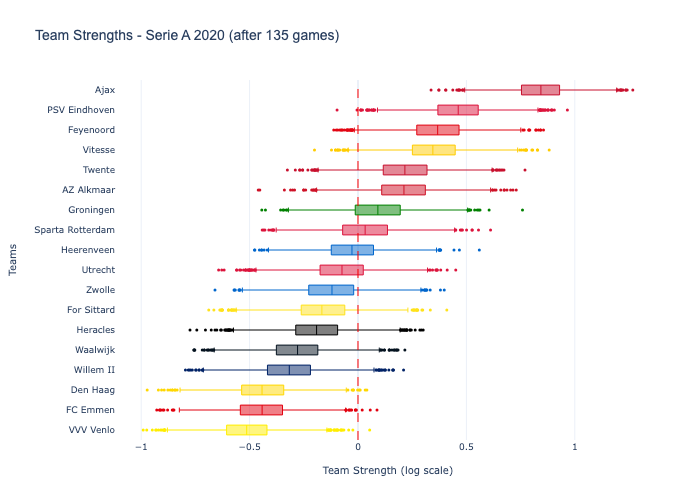 Team Strengths - Serie A 2020 (after 135 games)
Ajax
PSV Eindhoven
Feyenoord
Vitesse
Twente
AZ Alkmaar
Groningen
Sparta Rotterdam
Heerenveen
Utrecht
Zwolle
For Sittard
Heracles
Waalwijk
Willem II
Den Haag
FC Emmen
VVV Venlo
Teams
−1
−0.5
0
0.5
1
Team Strength (log scale)